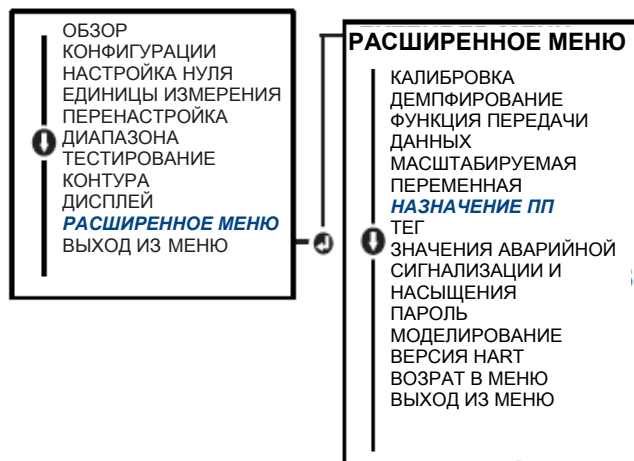 ОБЗОР
КОНФИГУРАЦИИ
НАСТРОЙКА НУЛЯ
ЕДИНИЦЫ ИЗМЕРЕНИЯ
ПЕРЕНАСТРОЙКА
ДИАПАЗОНА
ТЕСТИРОВАНИЕ
КОНТУРА
ДИСПЛЕЙ
РАСШИРЕННОЕ МЕНЮ
ВЫХОД ИЗ МЕНЮ
РАСШИРЕННОЕ МЕНЮ
КАЛИБРОВКА
ДЕМПФИРОВАНИЕ
ФУНКЦИЯ ПЕРЕДАЧИ
ДАННЫХ
МАСШТАБИРУЕМАЯ
ПЕРЕМЕННАЯ
НАЗНАЧЕНИЕ ПП
ТЕГ
ЗНАЧЕНИЯ АВАРИЙНОЙ
СИГНАЛИЗАЦИИ И
НАСЫЩЕНИЯ
ПАРОЛЬ
МОДЕЛИРОВАНИЕ
ВЕРСИЯ HART
ВОЗРАТ В МЕНЮ
ВЫХОД ИЗ МЕНЮ